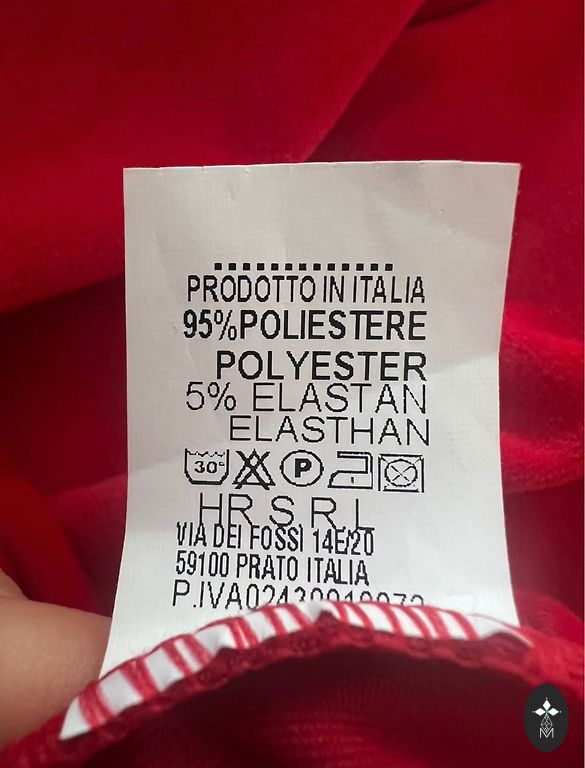 PRODOTTO IN ITALIA
95%POLIESTERE
POLYESTER
5% ELASTAN
ELASTHAN
30° P
HR S.R.L
VIA DEI FOSSI 14E/20
59100 PRATO ITALIA
P.IVA
M